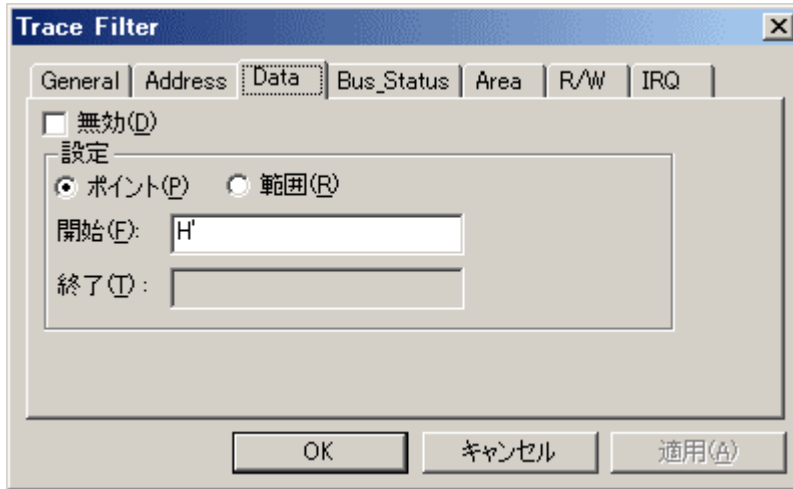 Trace Filter
General Address Data Bus_Status Area R/W IRQ
無効(D)
設定
ポイント(P) 範囲(R)
開始(F): H'
終了(T) :
OK キャンセル 適用(A)